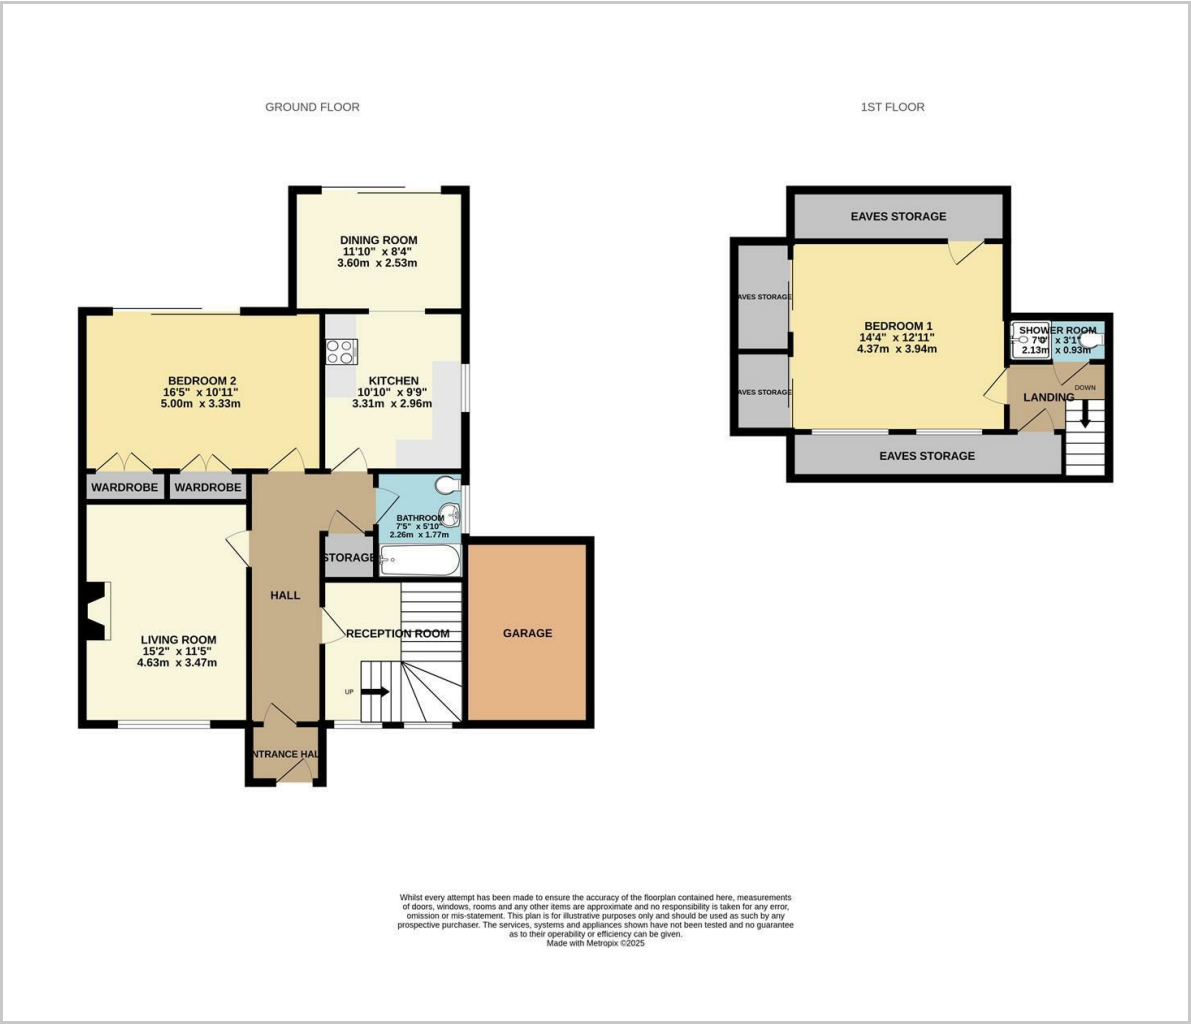 GROUND FLOOR
1ST FLOOR
DINING ROOM
11'10" x 8'4"
3.60m x 2.53m
BEDROOM 2
16'5" x 10'11"
5.00m x 3.33m
KITCHEN
10'10" x 9'9"
3.31m x 2.96m
WARDROBE
WARDROBE
BATHROOM
7'5" x 5'10"
2.26m x 1.77m
STORAGE
HALL
LIVING ROOM
15'2" x 11'5"
4.63m x 3.47m
RECEPTION ROOM
UP
GARAGE
NTRANCE HAL
EAVES STORAGE
AVES STORAGE
BEDROOM 1
14'4" x 12'11"
4.37m x 3.94m
SHOWER ROOM
7'0" x 3'1"
2.13m x 0.93m
AVES STORAGE
LANDING
DOWN
EAVES STORAGE
Whilst every attempt has been made to ensure the accuracy of the floorplan contained here, measurements
of doors, windows, rooms and any other items are approximate and no responsibility is taken for any error,
omission or mis-statement. This plan is for illustrative purposes only and should be used as such by any
prospective purchaser. The services, systems and appliances shown have not been tested and no guarantee
as to their operability or efficiency can be given.
Made with Metropix ©2025